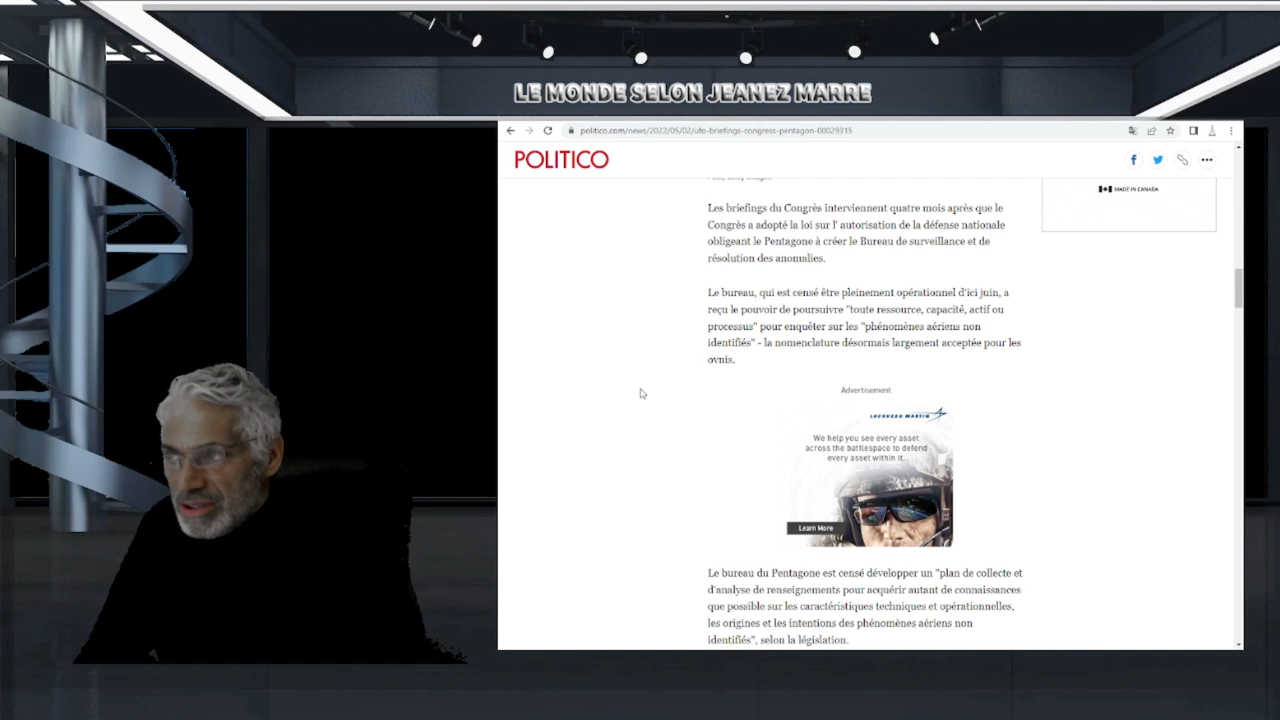 LE MONDE SELON JEANEZ MARRE
politico.com/news/2022/05/02/ufo-briefings-congress-pentagon-00029315
POLITICO
MADE IN CANADA
Les briefings du Congrès interviennent quatre mois après que le
Congrès a adopté la loi sur l' autorisation de la défense nationale
obligeant le Pentagone à créer le Bureau de surveillance et de
résolution des anomalies.
Le bureau, qui est censé être pleinement opérationnel d'ici juin, a
reçu le pouvoir de poursuivre "toute ressource, capacité, actif ou
processus" pour enquêter sur les "phénomènes aériens non
identifiés" - la nomenclature désormais largement acceptée pour les
ovnis.
Advertisement
LOCKHEED MARTIN
We help you see every asset
across the battlespace to defend
every asset within it.
Learn More
Le bureau du Pentagone est censé développer un "plan de collecte et
d'analyse de renseignements pour acquérir autant de connaissances
que possible sur les caractéristiques techniques et opérationnelles,
les origines et les intentions des phénomènes aériens non
identifiés", selon la législation.